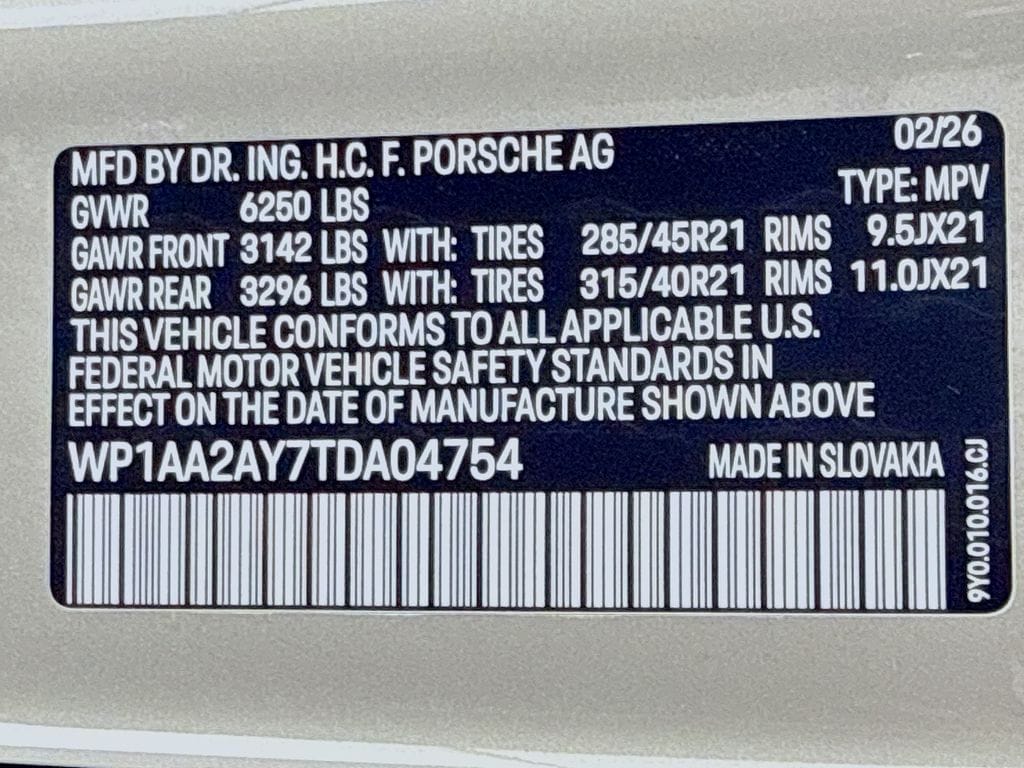 MFD BY DR. ING. H.C. F. PORSCHE AG 02/26
GVWR 6250 LBS TYPE: MPV
GAWR FRONT 3142 LBS WITH: TIRES 285/45R21 RIMS 9.5JX21
GAWR REAR 3296 LBS WITH: TIRES 315/40R21 RIMS 11.0JX21
THIS VEHICLE CONFORMS TO ALL APPLICABLE U.S.
FEDERAL MOTOR VEHICLE SAFETY STANDARDS IN
EFFECT ON THE DATE OF MANUFACTURE SHOWN ABOVE
WP1AA2AY7TDA04754 MADE IN SLOVAKIA
9Y0.010.016.CJ